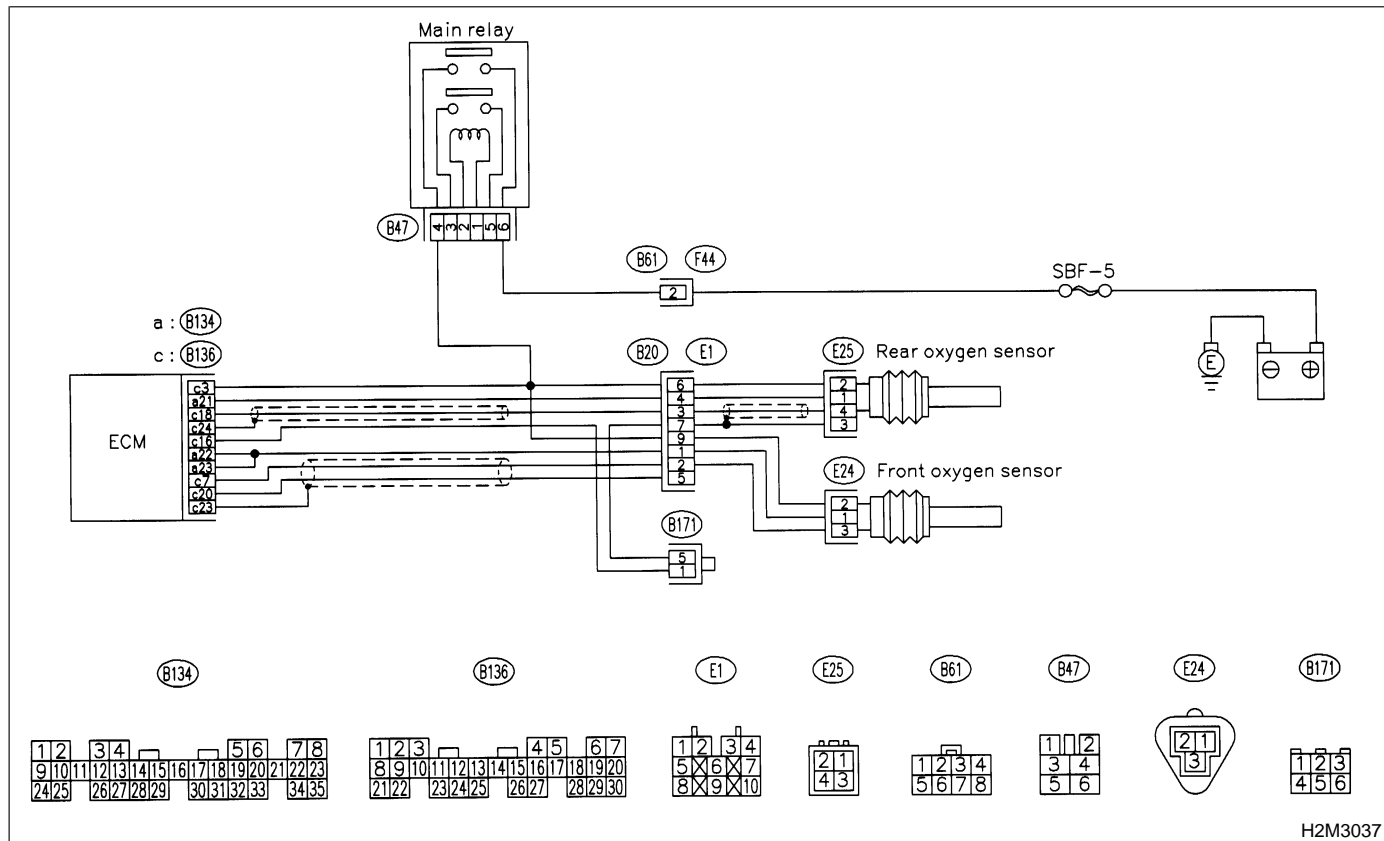 Main relay
B47
4 3 2 1 5 6
B61 F44
2
SBF-5
E
⊖ ⊕
a : B134
c : B136
B20 E1
E25 Rear oxygen sensor
ECM
c3
a21
c18
c24
c16
a22
a23
c7
c20
c23
6
4
3
7
9
1
2
5
2
1
4
3
E24 Front oxygen sensor
2
1
3
B171
5
1
B134
B136
E1
E25
B61
B47
E24
B171
1 2 3 4 5 6 7 8
9 10 11 12 13 14 15 16 17 18 19 20 21 22 23
24 25 26 27 28 29 30 31 32 33 34 35
1 2 3 4 5 6 7
8 9 10 11 12 13 14 15 16 17 18 19 20
21 22 23 24 25 26 27 28 29 30
1 2 3 4
5 6 7
8 9 10
2 1
4 3
1 2 3 4
5 6 7 8
1 2
3 4
5 6
2 1
3
1 2 3
4 5 6
H2M3037